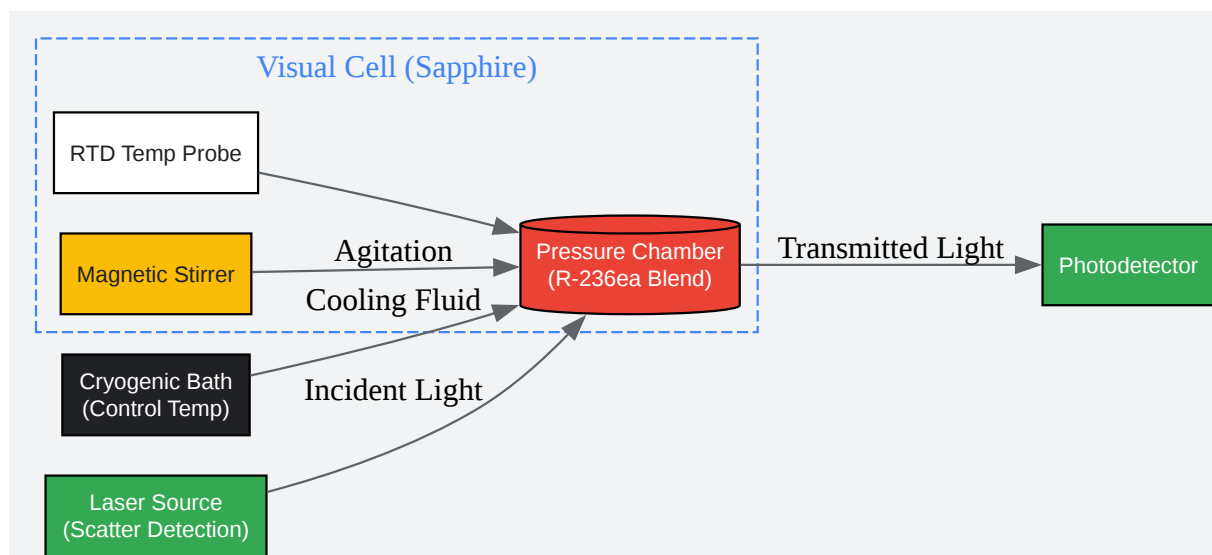 Visual Cell (Sapphire)
RTD Temp Probe
Magnetic Stirrer
Agitation
Pressure Chamber
(R-236ea Blend)
Transmitted Light
Photodetector
Cooling Fluid
Cryogenic Bath
(Control Temp)
Incident Light
Laser Source
(Scatter Detection)